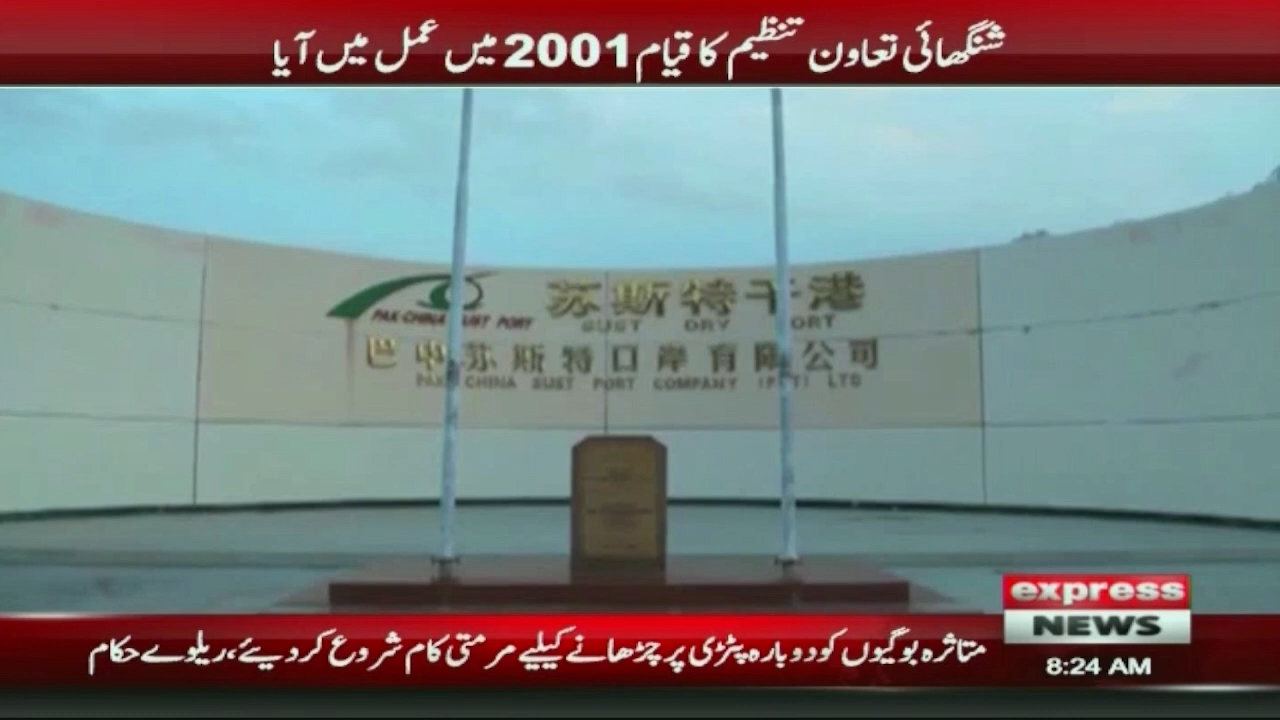 شنگھائی تعاون تنظیم کا قیام 2001 میں عمل میں آیا
苏斯特干港
PAK-CHINA SUST PORT
SUST DRY PORT
巴中苏斯特口岸有限公司
PAK CHINA SUST PORT COMPANY (PVT) LTD
express
NEWS
متاثرہ بوگیوں کو دوبارہ پٹڑی پر چڑھانے کیلیے مرمتی کام شروع کر دیئے، ریلوے حکام
8:24 AM